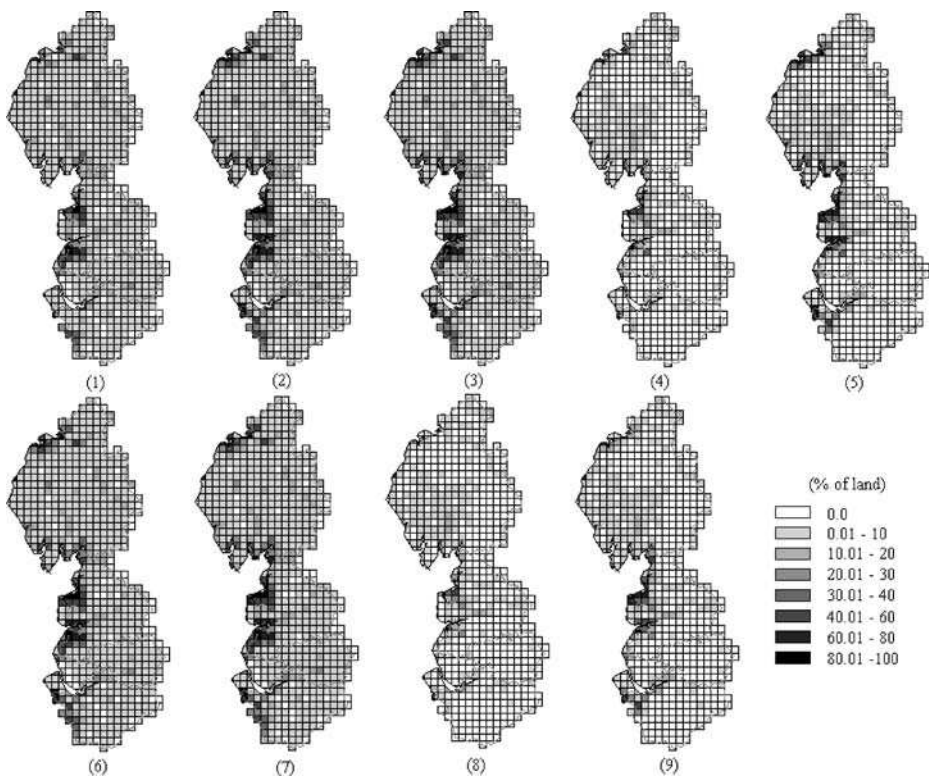 (1) (2) (3) (4) (5)
(% of land)
0.0
0.01 - 10
10.01 - 20
20.01 - 30
30.01 - 40
40.01 - 60
60.01 - 80
80.01 -100
(6) (7) (8) (9)